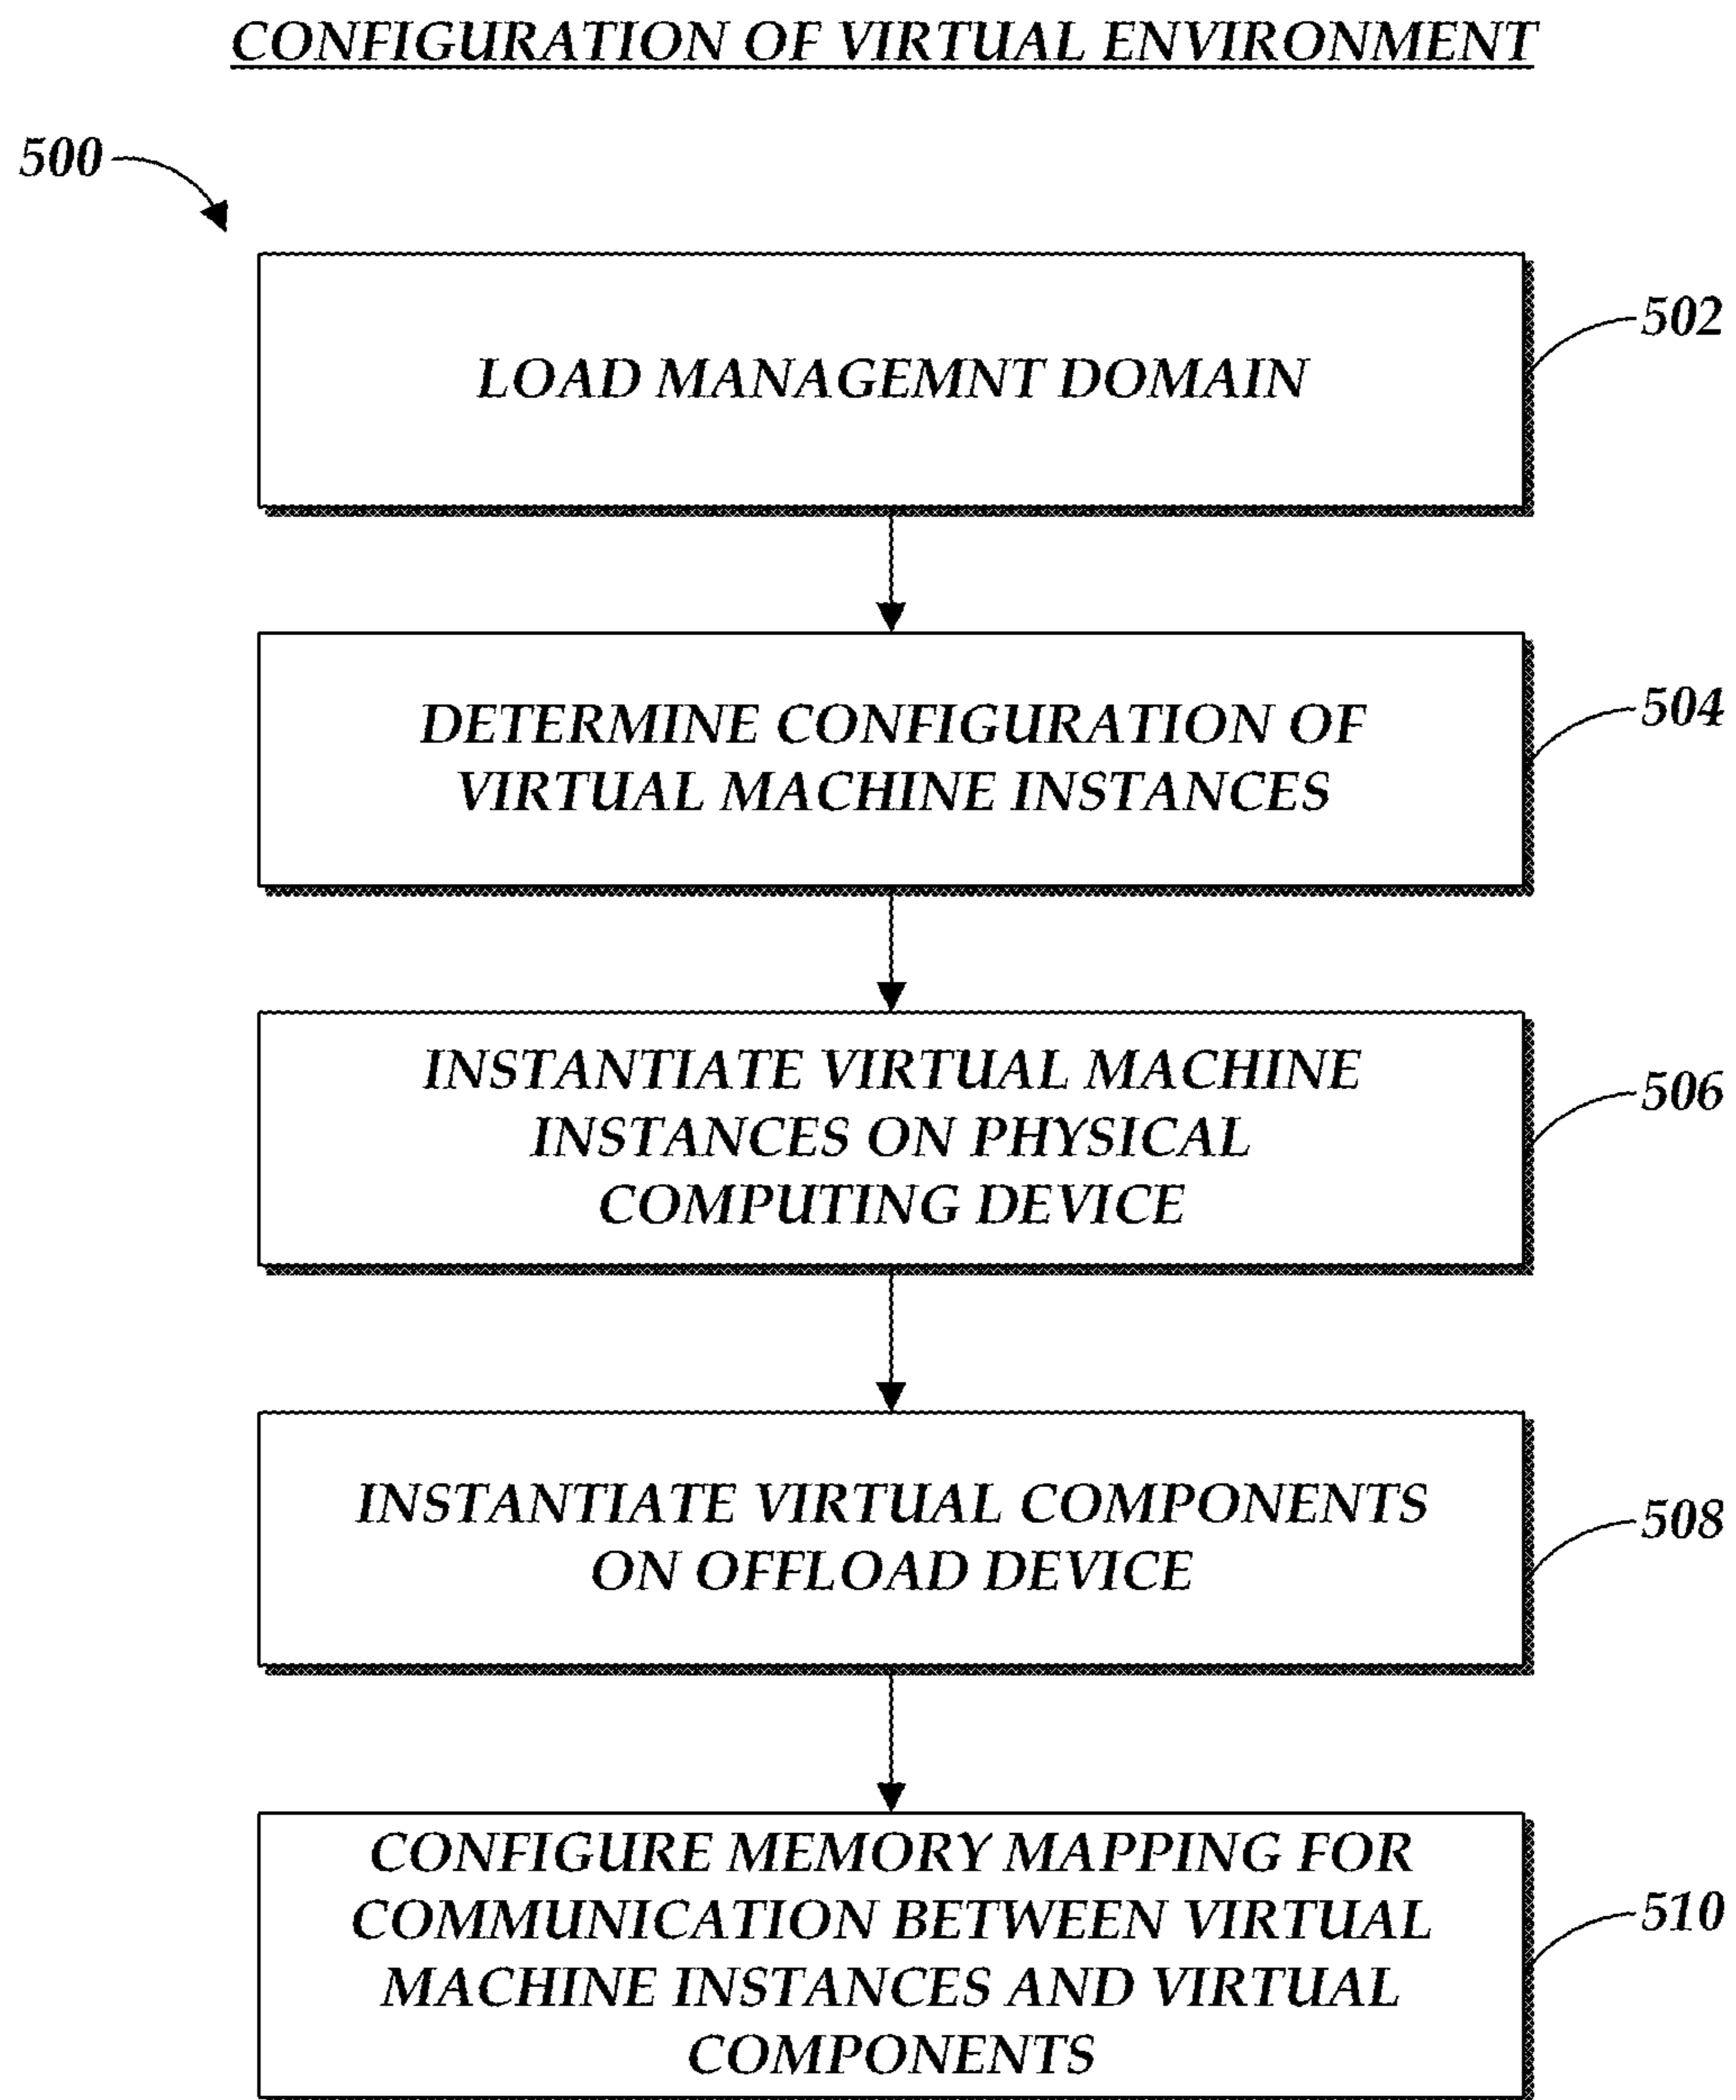 CONFIGURATION OF VIRTUAL ENVIRONMENT
500
LOAD MANAGEMNT DOMAIN
502
DETERMINE CONFIGURATION OF
VIRTUAL MACHINE INSTANCES
504
INSTANTIATE VIRTUAL MACHINE
INSTANCES ON PHYSICAL
COMPUTING DEVICE
506
INSTANTIATE VIRTUAL COMPONENTS
ON OFFLOAD DEVICE
508
CONFIGURE MEMORY MAPPING FOR
COMMUNICATION BETWEEN VIRTUAL
MACHINE INSTANCES AND VIRTUAL
COMPONENTS
510